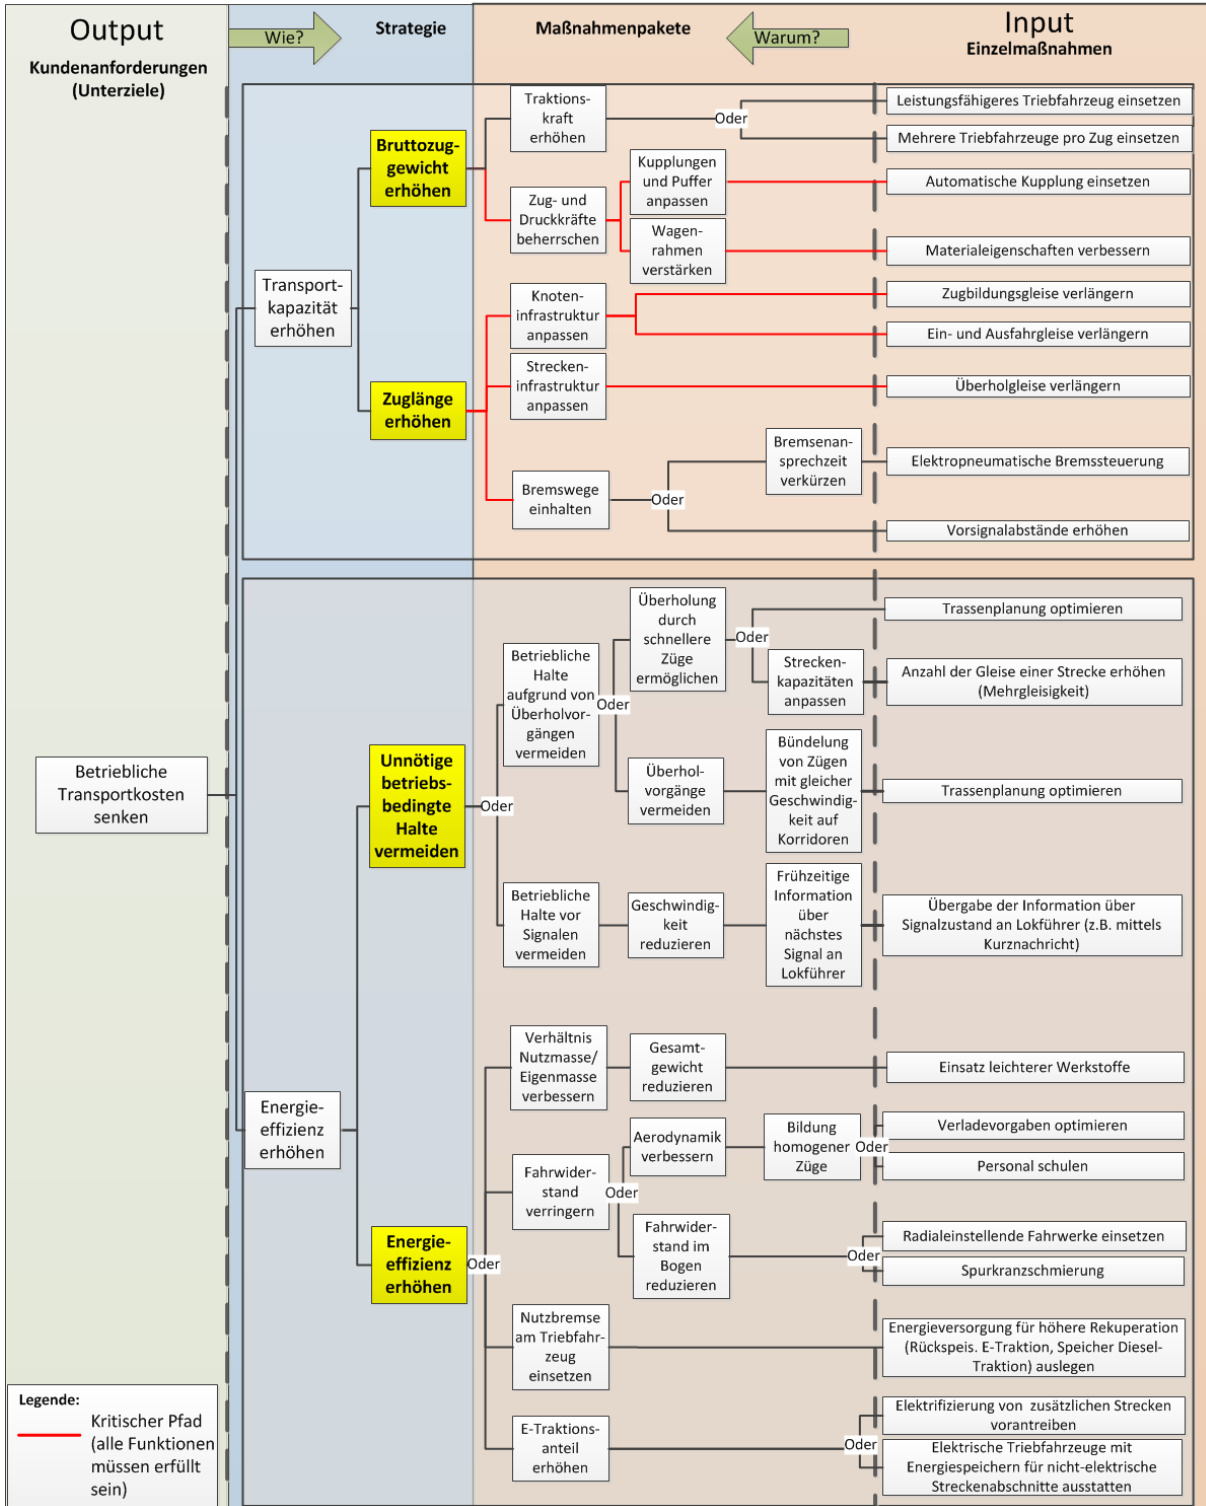 Output
Kundenanforderungen
(Unterziele)
Wie?
Strategie
Maßnahmenpakete
Warum?
Input
Einzelmaßnahmen
Betriebliche
Transportkosten
senken
Transport-
kapazität
erhöhen
Bruttozug-
gewicht
erhöhen
Traktions-
kraft
erhöhen
Oder
Leistungsfähigeres Triebfahrzeug einsetzen
Mehrere Triebfahrzeuge pro Zug einsetzen
Zug- und
Druckkräfte
beherrschen
Kupplungen
und Puffer
anpassen
Automatische Kupplung einsetzen
Wagen-
rahmen
verstärken
Materialeigenschaften verbessern
Zuglänge
erhöhen
Knoten-
infrastruktur
anpassen
Zugbildungsgleise verlängern
Ein- und Ausfahrgleise verlängern
Strecken-
infrastruktur
anpassen
Überholgleise verlängern
Bremswege
einhalten
Oder
Bremsenan-
sprechzeit
verkürzen
Elektropneumatische Bremssteuerung
Vorsignalabstände erhöhen
Energie-
effizienz
erhöhen
Unnötige
betriebs-
bedingte
Halte
vermeiden
Oder
Betriebliche
Halte
aufgrund von
Überholvor-
gängen
vermeiden
Oder
Überholung
durch
schnellere
Züge
ermöglichen
Oder
Trassenplanung optimieren
Strecken-
kapazitäten
anpassen
Anzahl der Gleise einer Strecke erhöhen
(Mehrgleisigkeit)
Überhol-
vorgänge
vermeiden
Bündelung
von Zügen
mit gleicher
Geschwindig-
keit auf
Korridoren
Trassenplanung optimieren
Betriebliche
Halte vor
Signalen
vermeiden
Geschwindig-
keit
reduzieren
Frühzeitige
Information
über
nächstes
Signal an
Lokführer
Übergabe der Information über
Signalzustand an Lokführer (z.B. mittels
Kurznachricht)
Energie-
effizienz
erhöhen
Oder
Verhältnis
Nutzmasse/
Eigenmasse
verbessern
Gesamt-
gewicht
reduzieren
Einsatz leichterer Werkstoffe
Fahrwider-
stand
verringern
Oder
Aerodynamik
verbessern
Bildung
homogener
Züge
Oder
Verladevorgaben optimieren
Personal schulen
Fahrwider-
stand im
Bogen
reduzieren
Oder
Radialeinstellende Fahrwerke einsetzen
Spurkranzschmierung
Nutzbremse
am Triebfahr-
zeug
einsetzen
Energieversorgung für höhere Rekuperation
(Rückspeis. E-Traktion, Speicher Diesel-
Traktion) auslegen
E-Traktions-
anteil
erhöhen
Oder
Elektrifizierung von zusätzlichen Strecken
vorantreiben
Elektrische Triebfahrzeuge mit
Energiespeichern für nicht-elektrische
Streckenabschnitte ausstatten
Legende:
Kritischer Pfad
(alle Funktionen
müssen erfüllt
sein)